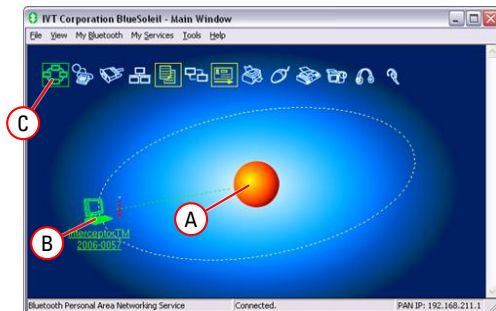 IVT Corporation BlueSoleil - Main Window
File View My Bluetooth My Services Tools Help
C
A
B
InterceptorTM
2006-0057
Bluetooth Personal Area Networking Service Connected. PAN IP: 192.168.211.1